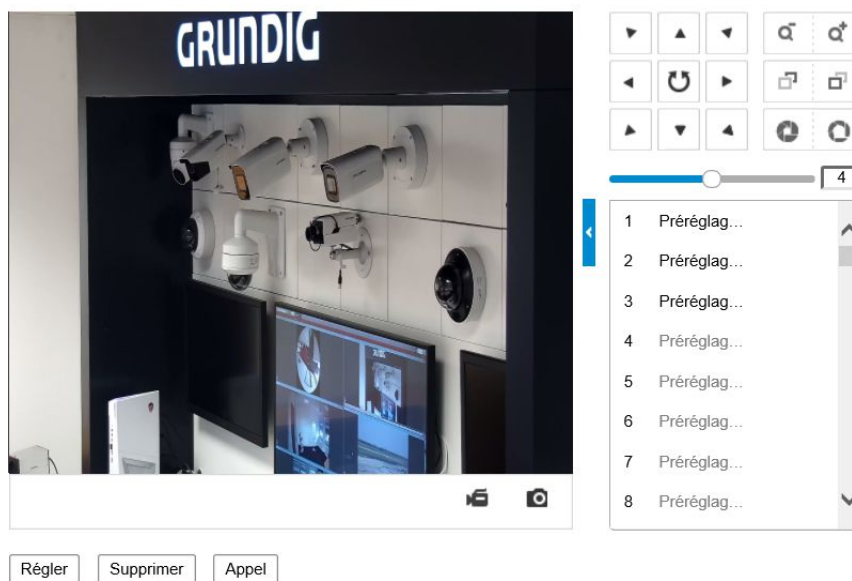 GRUNDIG
4
1 Préréglag...
2 Préréglag...
3 Préréglag...
4 Préréglag...
5 Préréglag...
6 Préréglag...
7 Préréglag...
8 Préréglag...
Régler Supprimer Appel